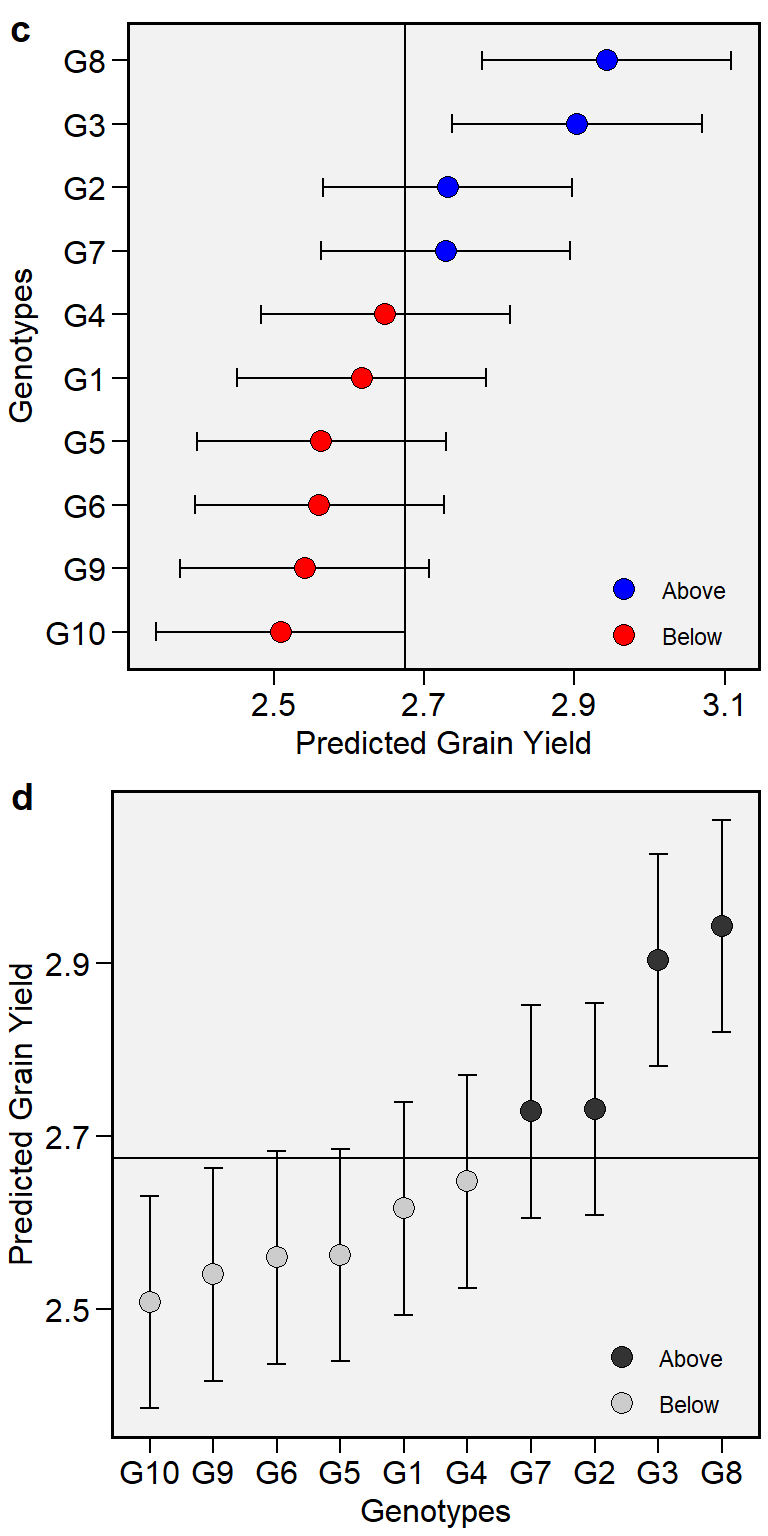 c
G8
G3
G2
G7
G4
G1
G5
G6
G9
G10
Genotypes
Above
Below
2.5 2.7 2.9 3.1
Predicted Grain Yield
d
Predicted Grain Yield
2.9
2.7
2.5
Above
Below
G10 G9 G6 G5 G1 G4 G7 G2 G3 G8
Genotypes